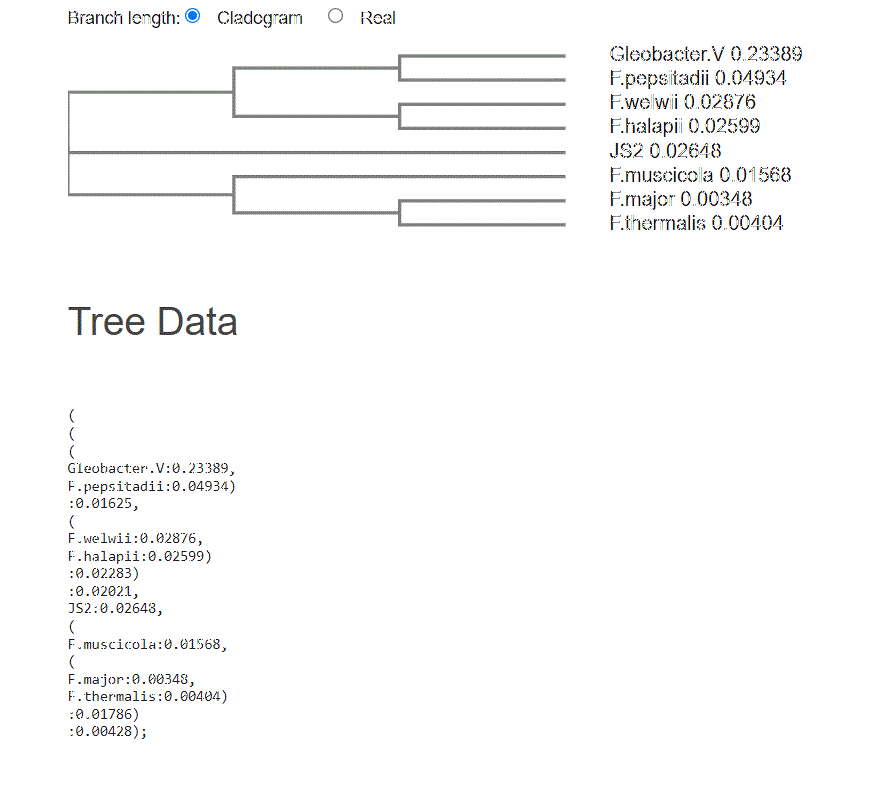 Branch length: Cladogram Real
Gleobacter.V 0.23389
F.pepsitadii 0.04934
F.welwii 0.02876
F.halapii 0.02599
JS2 0.02648
F.muscicola 0.01568
F.major 0.00348
F.thermalis 0.00404
Tree Data
(
(
(
Gleobacter.V:0.23389,
F.pepsitadii:0.04934)
:0.01625,
(
F.welwii:0.02876,
F.halapii:0.02599)
:0.02283)
:0.02021,
JS2:0.02648,
(
F.muscicola:0.01568,
(
F.major:0.00348,
F.thermalis:0.00404)
:0.01786)
:0.00428);